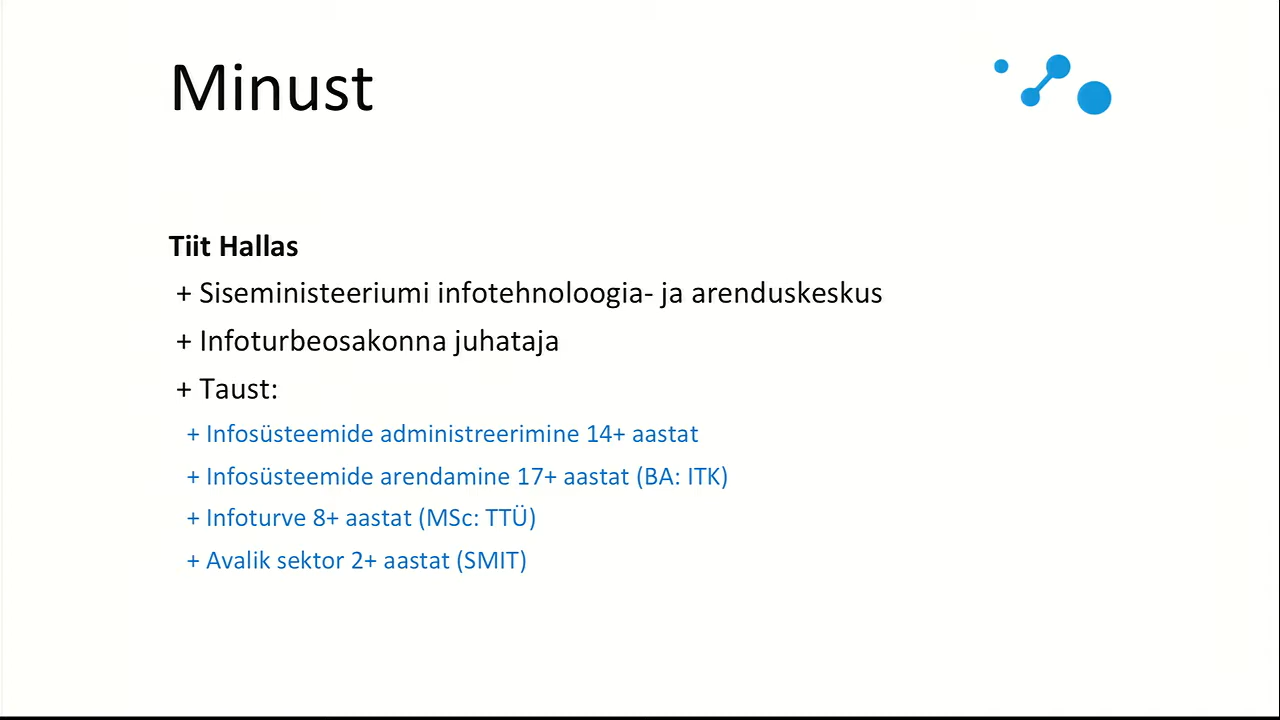 Minust
Tiit Hallas
+ Siseministeeriumi infotehnoloogia- ja arenduskeskus
+ Infoturbeosakonna juhataja
+ Taust:
+ Infosüsteemide administreerimine 14+ aastat
+ Infosüsteemide arendamine 17+ aastat (BA: ITK)
+ Infoturve 8+ aastat (MSc: TTÜ)
+ Avalik sektor 2+ aastat (SMIT)